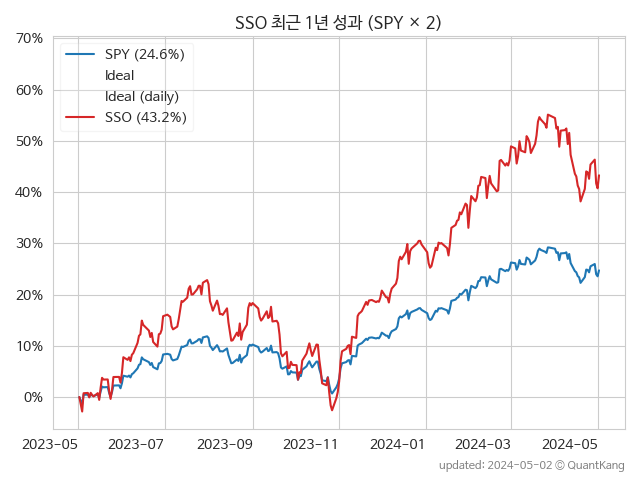 SSO 최근 1년 성과 (SPY × 2)
70%
60%
50%
40%
30%
20%
10%
0%
SPY (24.6%)
Ideal
Ideal (daily)
SSO (43.2%)
2023-05 2023-07 2023-09 2023-11 2024-01 2024-03 2024-05
updated: 2024-05-02 © QuantKang